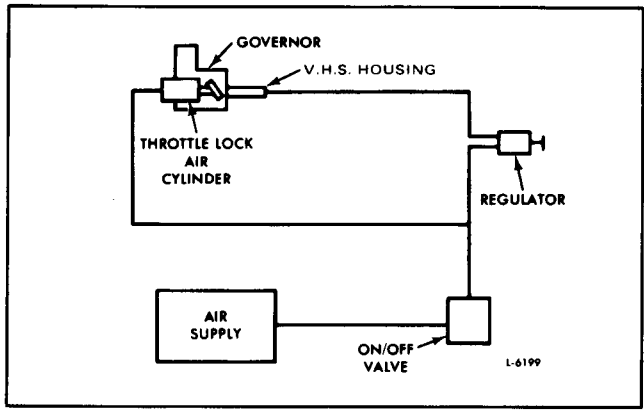 GOVERNOR
V.H.S. HOUSING
THROTTLE LOCK
AIR
CYLINDER
REGULATOR
AIR
SUPPLY
ON/OFF
VALVE
L-6199